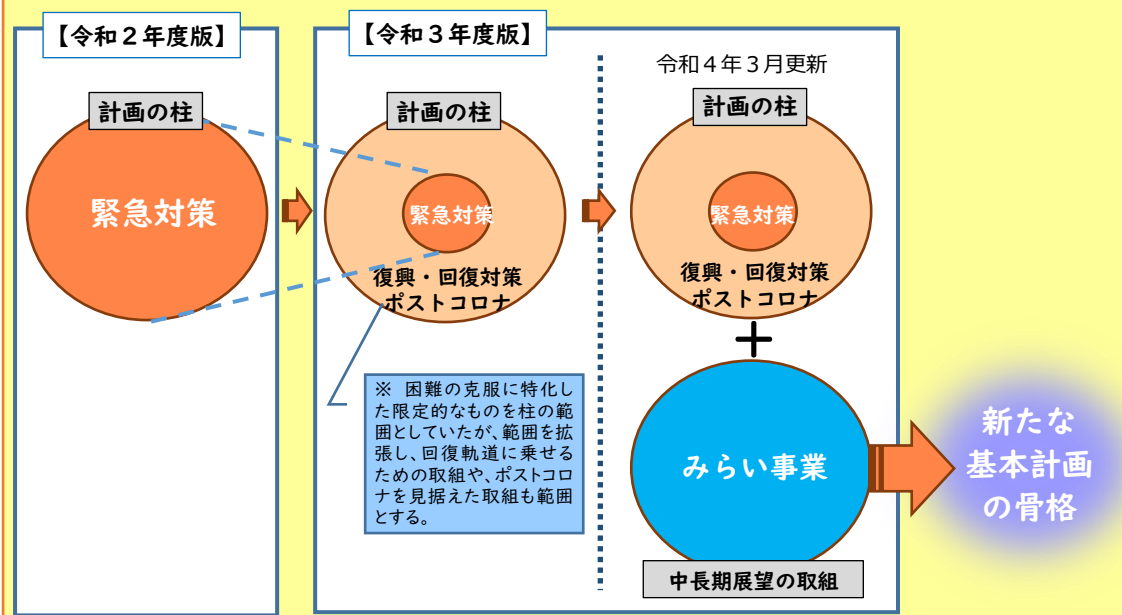 【令和２年度版】
計画の柱
緊急対策
【令和３年度版】
計画の柱
緊急対策
復興・回復対策
ポストコロナ
※ 困難の克服に特化し
た限定的なものを柱の範
囲としていたが、範囲を拡
張し、回復軌道に乗せる
ための取組や、ポストコロ
ナを見据えた取組も範囲
とする。
令和４年３月更新
計画の柱
緊急対策
復興・回復対策
ポストコロナ
＋
みらい事業
中長期展望の取組
新たな
基本計画
の骨格